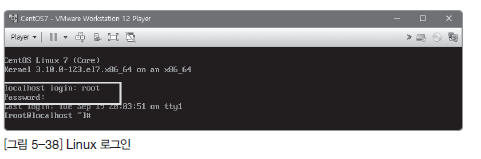 CentOS7 - VMware Workstation 12 Player
Player
CentOS Linux 7 (Core)
Kernel 3.10.0-123.el7.x86_64 on an x86_64
localhost login: root
Password:
Last login: Tue Sep 19 20:03:51 on tty1
[root@localhost ~]#
[그림 5-38] Linux 로그인